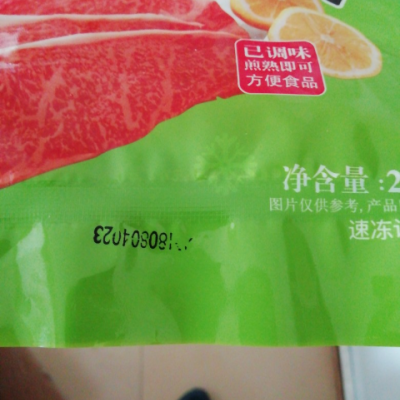 已调味
煎熟即可
方便食品
净含量:2
图片仅供参考,产品
速冻